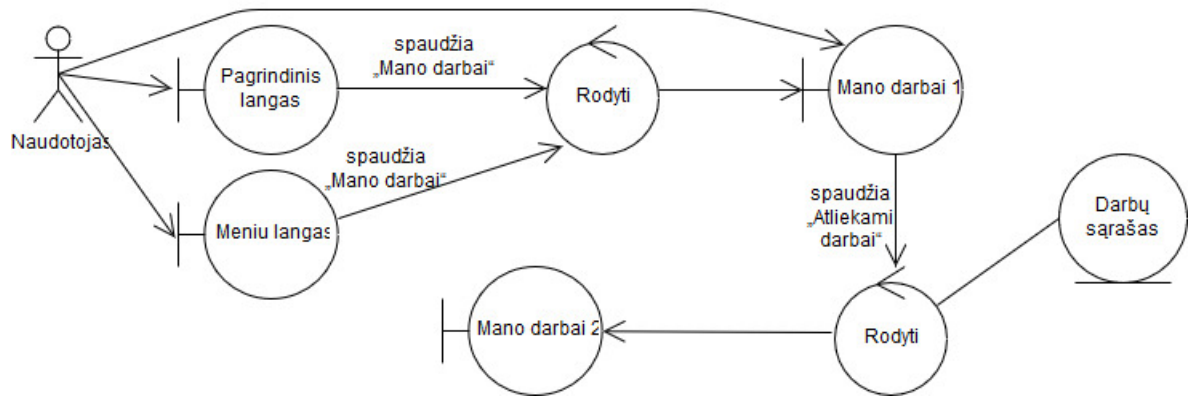 Naudotojas
Pagrindinis
langas
spaudžia
„Mano darbai“
Rodyti
Mano darbai 1
Meniu langas
spaudžia
„Mano darbai“
spaudžia
„Atliekami
darbai“
Darbų
sąrašas
Mano darbai 2
Rodyti